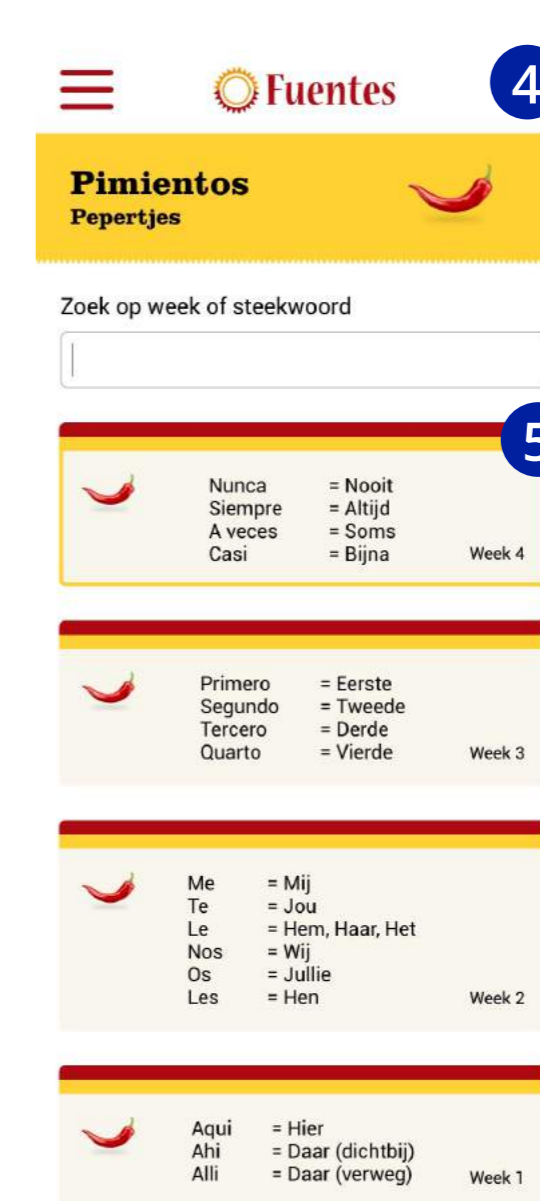 Fuentes
4
Pimientos
Pepertjes
Zoek op week of steekwoord
5
Nunca = Nooit
Siempre = Altijd
A veces = Soms
Casi = Bijna
Week 4
Primero = Eerste
Segundo = Tweede
Tercero = Derde
Quarto = Vierde
Week 3
Me = Mij
Te = Jou
Le = Hem, Haar, Het
Nos = Wij
Os = Jullie
Les = Hen
Week 2
Aqui = Hier
Ahi = Daar (dichtbij)
Alli = Daar (verweg)
Week 1